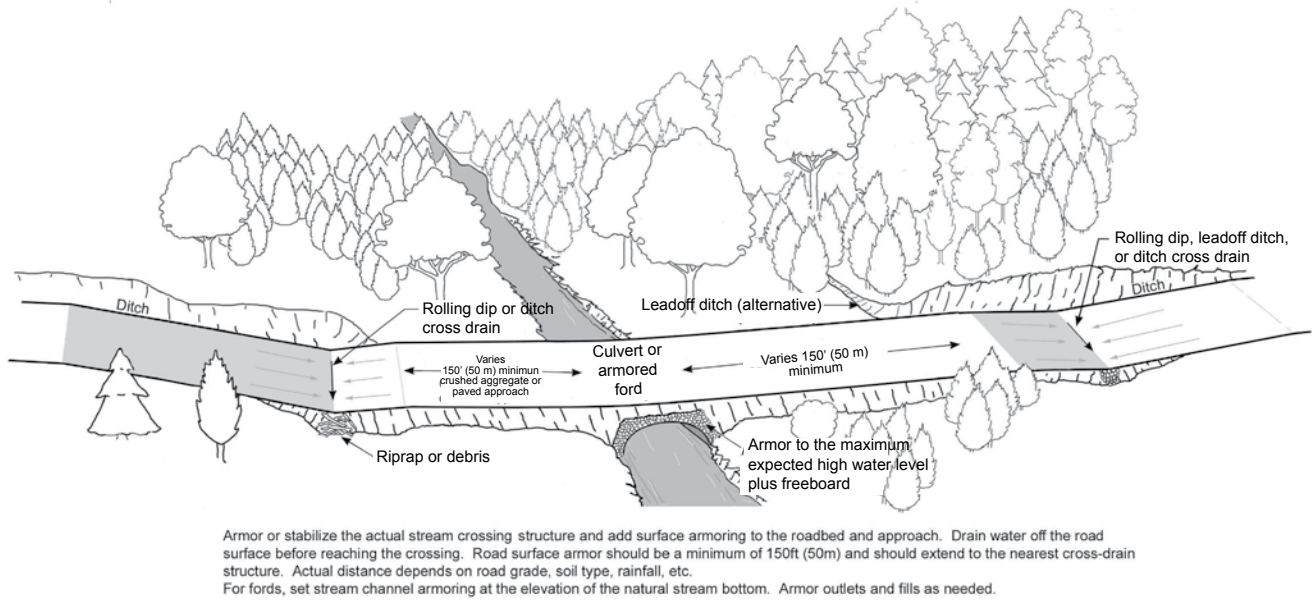 Rolling dip, leadoff ditch,
or ditch cross drain
Ditch
Ditch
Rolling dip or ditch
cross drain
Leadoff ditch (alternative)
Varies
150' (50 m) minimun
crushed aggregate or
paved approach
Culvert or
armored
ford
Varies 150' (50 m)
minimum
Riprap or debris
Armor to the maximum
expected high water level
plus freeboard
Armor or stabilize the actual stream crossing structure and add surface armoring to the roadbed and approach. Drain water off the road
surface before reaching the crossing. Road surface armor should be a minimum of 150ft (50m) and should extend to the nearest cross-drain
structure. Actual distance depends on road grade, soil type, rainfall, etc.
For fords, set stream channel armoring at the elevation of the natural stream bottom. Armor outlets and fills as needed.